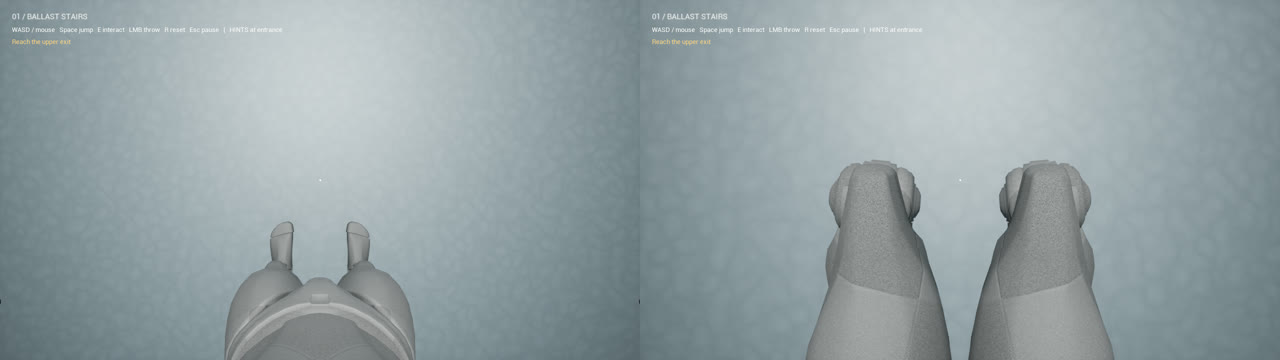 01 / BALLAST STAIRS
WASD / mouse Space jump E interact LMB throw R reset Esc pause | HINTS at entrance
Reach the upper exit
01 / BALLAST STAIRS
WASD / mouse Space jump E interact LMB throw R reset Esc pause | HINTS at entrance
Reach the upper exit